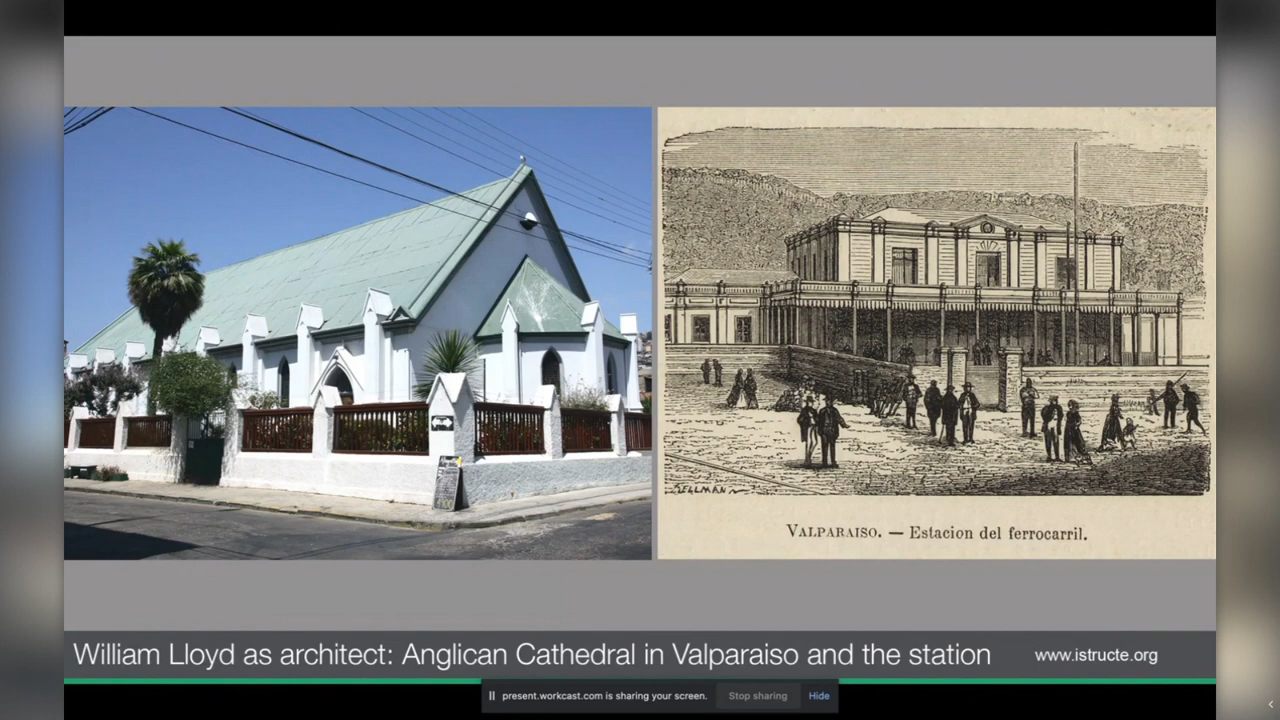 BELLMAN
VALPARAISO. — Estacion del ferrocarril.
William Lloyd as architect: Anglican Cathedral in Valparaiso and the station
www.istructe.org
present.workcast.com is sharing your screen.
Stop sharing
Hide